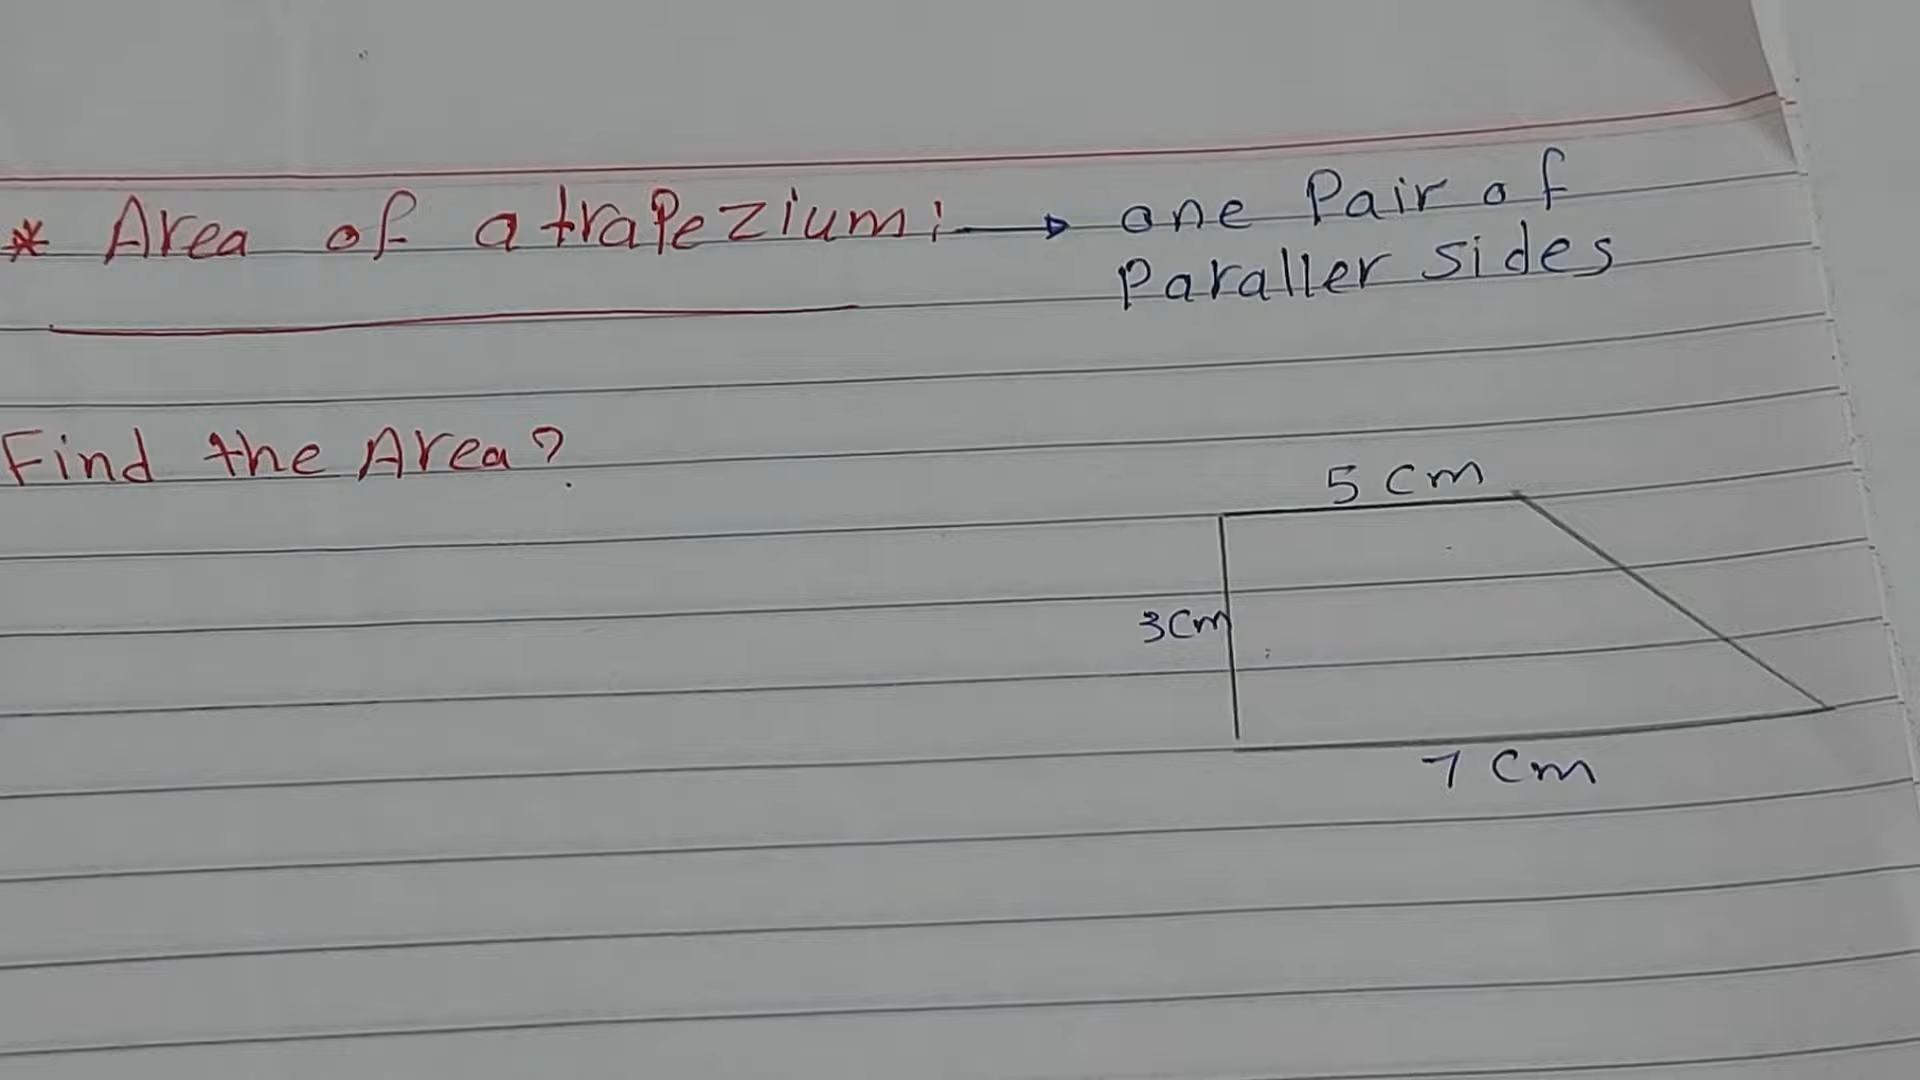 * Area of a trapezium: → one Pair of
Paraller sides
Find the Area?
5 cm
3cm
7 cm